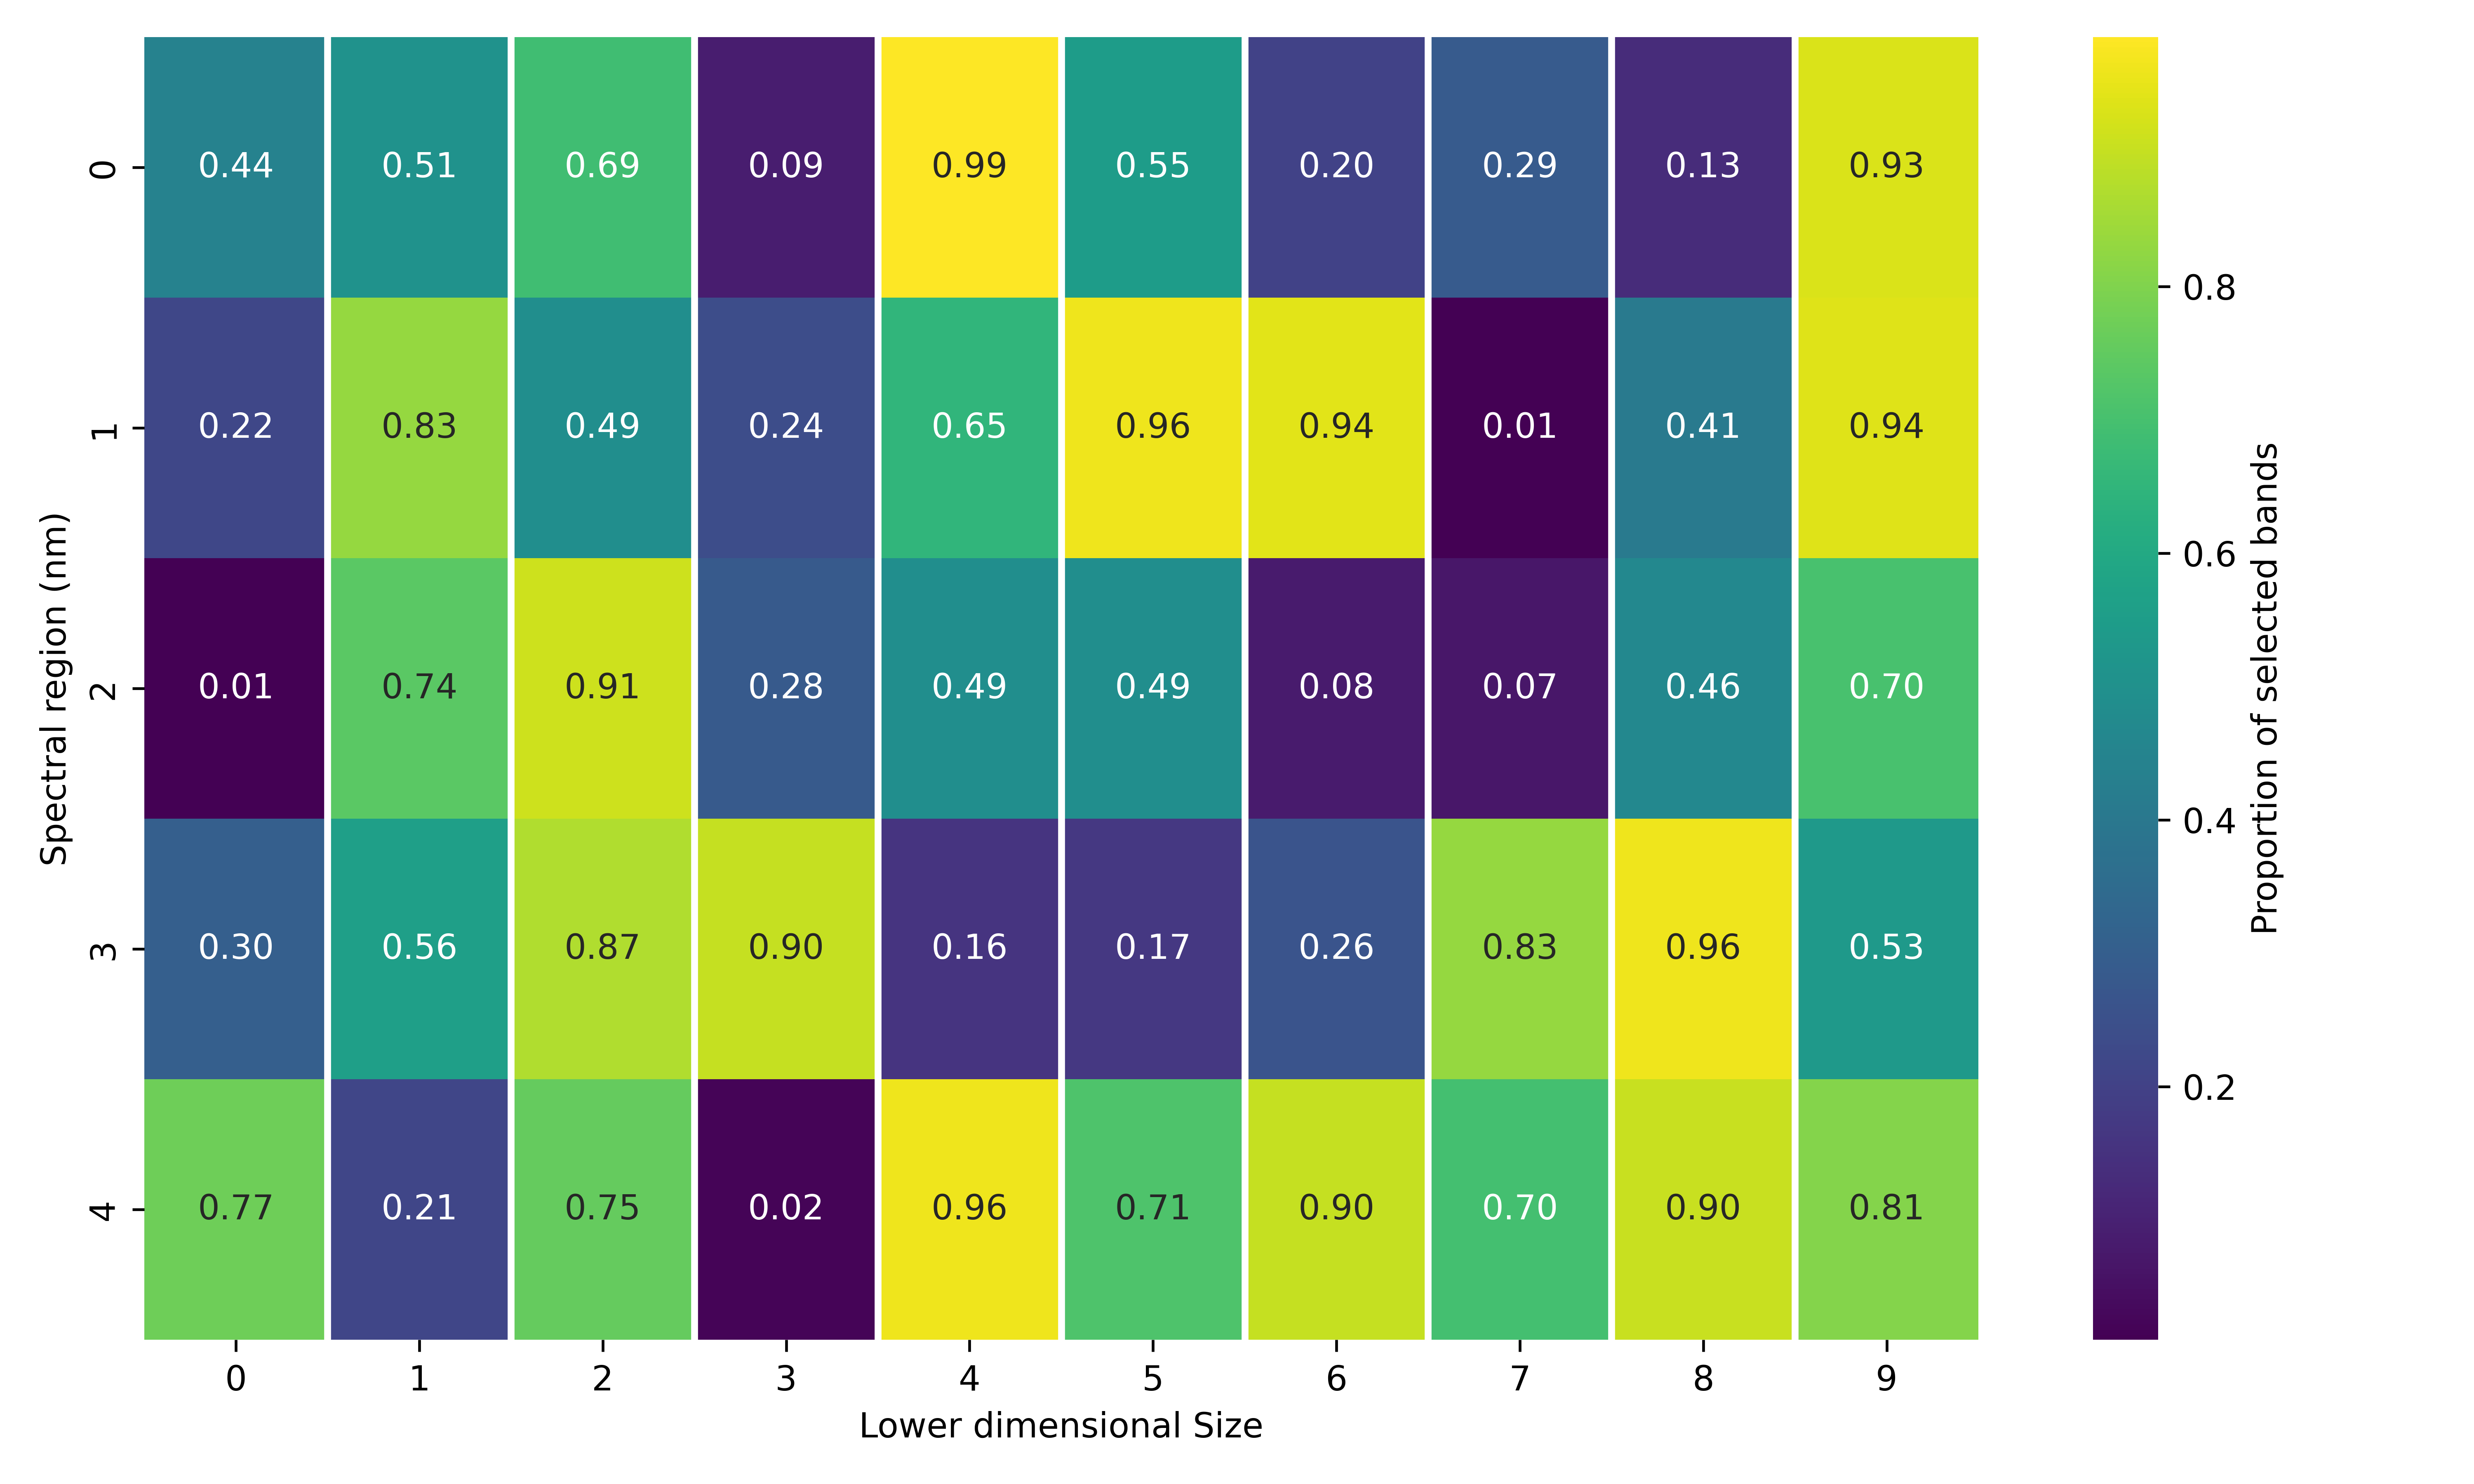 0 0.44 0.51 0.69 0.09 0.99 0.55 0.20 0.29 0.13 0.93
1 0.22 0.83 0.49 0.24 0.65 0.96 0.94 0.01 0.41 0.94
2 0.01 0.74 0.91 0.28 0.49 0.49 0.08 0.07 0.46 0.70
3 0.30 0.56 0.87 0.90 0.16 0.17 0.26 0.83 0.96 0.53
4 0.77 0.21 0.75 0.02 0.96 0.71 0.90 0.70 0.90 0.81
0 1 2 3 4 5 6 7 8 9
Lower dimensional Size
Spectral region (nm)
0.8
0.6
0.4
0.2
Proportion of selected bands